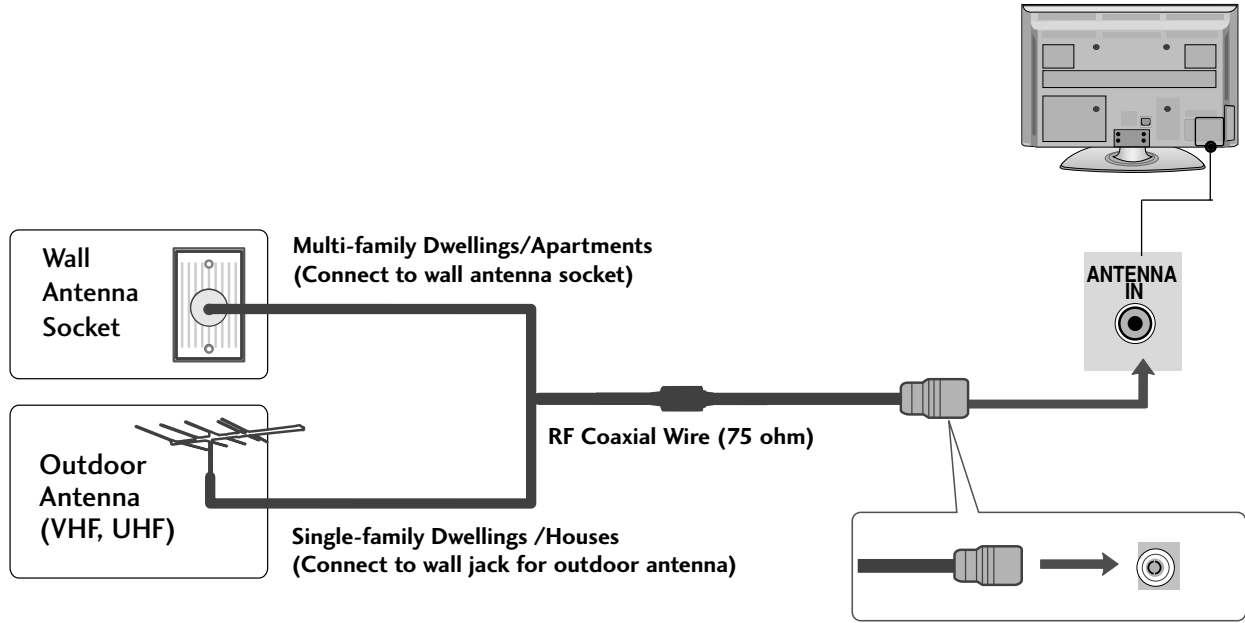 Wall
Antenna
Socket
Multi-family Dwellings/Apartments
(Connect to wall antenna socket)
ANTENNA
IN
RF Coaxial Wire (75 ohm)
Outdoor
Antenna
(VHF, UHF)
Single-family Dwellings /Houses
(Connect to wall jack for outdoor antenna)